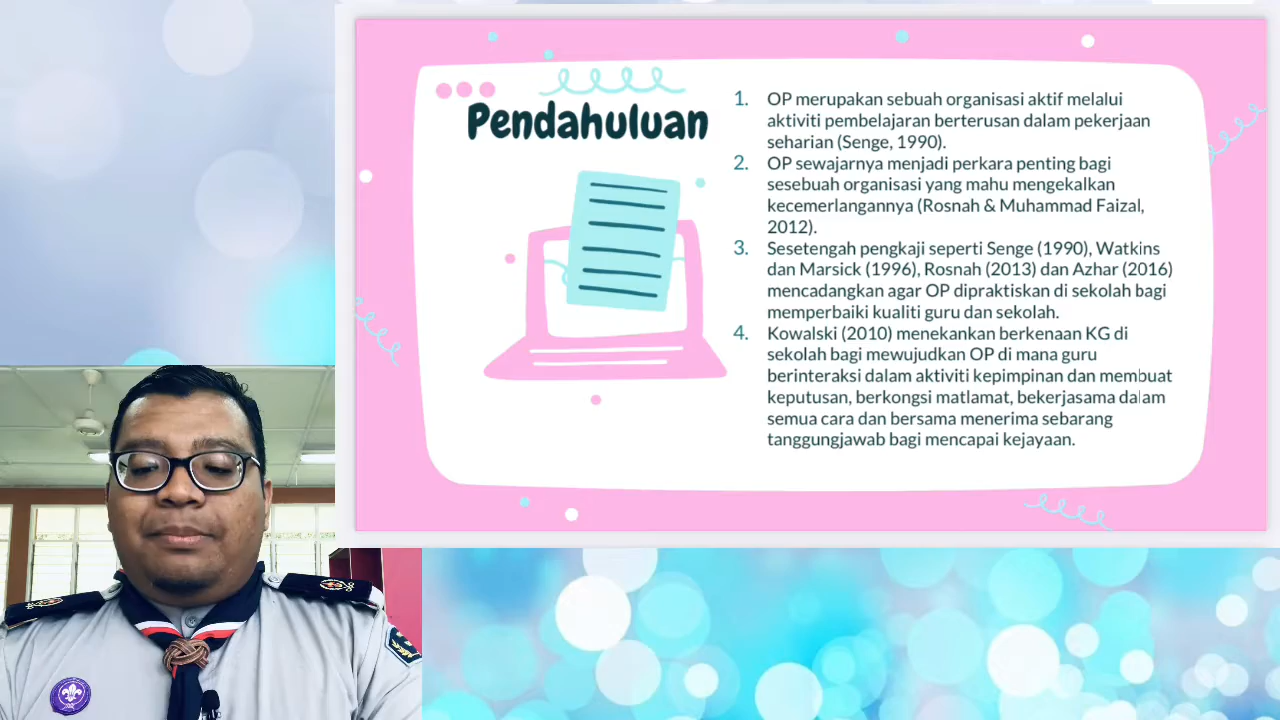 Pendahuluan
1. OP merupakan sebuah organisasi aktif melalui
aktiviti pembelajaran berterusan dalam pekerjaan
seharian (Senge, 1990).
2. OP sewajarnya menjadi perkara penting bagi
sesebuah organisasi yang mahu mengekalkan
kecemerlangannya (Rosnah & Muhammad Faizal,
2012).
3. Sesetengah pengkaji seperti Senge (1990), Watkins
dan Marsick (1996), Rosnah (2013) dan Azhar (2016)
mencadangkan agar OP dipraktiskan di sekolah bagi
memperbaiki kualiti guru dan sekolah.
4. Kowalski (2010) menekankan berkenaan KG di
sekolah bagi mewujudkan OP di mana guru
berinteraksi dalam aktiviti kepimpinan dan membuat
keputusan, berkongsi matlamat, bekerjasama dalam
semua cara dan bersama menerima sebarang
tanggungjawab bagi mencapai kejayaan.